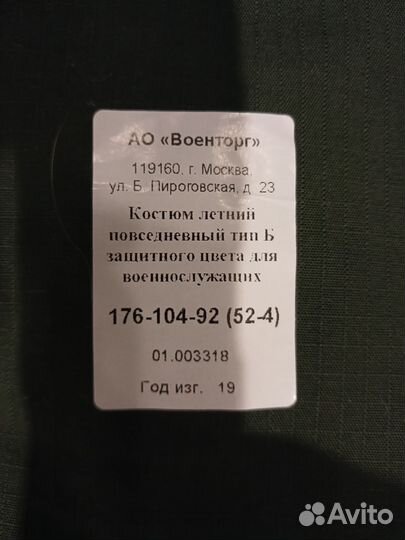 АО «Военторг»
119160, г. Москва,
ул. Б. Пироговская, д. 23
Костюм летний
повседневный тип Б
защитного цвета для
военнослужащих
176-104-92 (52-4)
01.003318
Год изг. 19
Avito